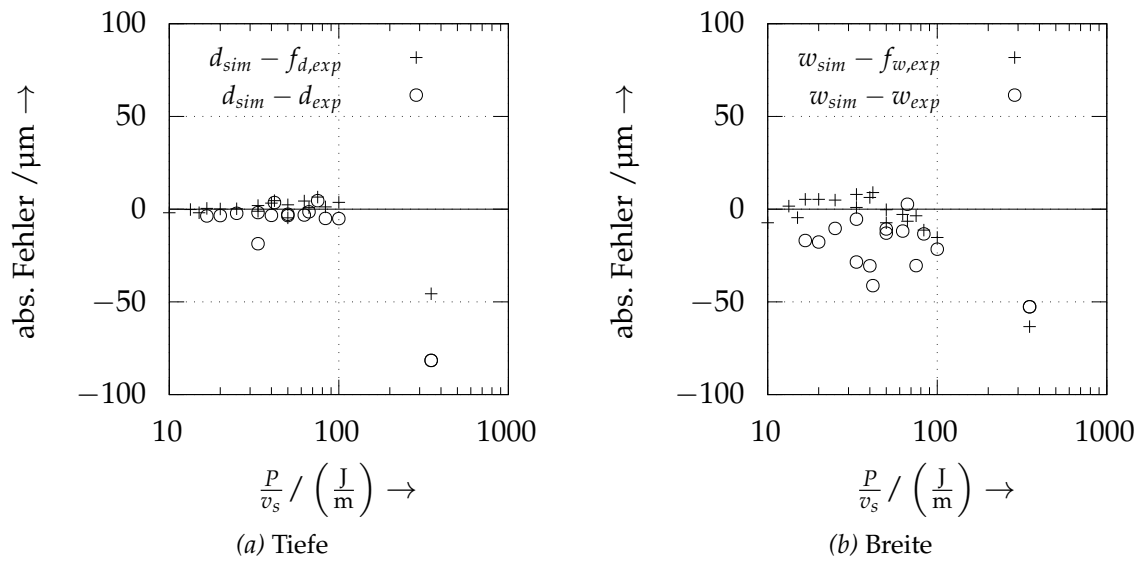 100
50
0
−50
−100
10 100 1000
abs. Fehler /µm →
d_sim − f_d,exp
d_sim − d_exp
P/v_s / (J/m) →
(a) Tiefe
100
50
0
−50
−100
10 100 1000
abs. Fehler /µm →
w_sim − f_w,exp
w_sim − w_exp
P/v_s / (J/m) →
(b) Breite